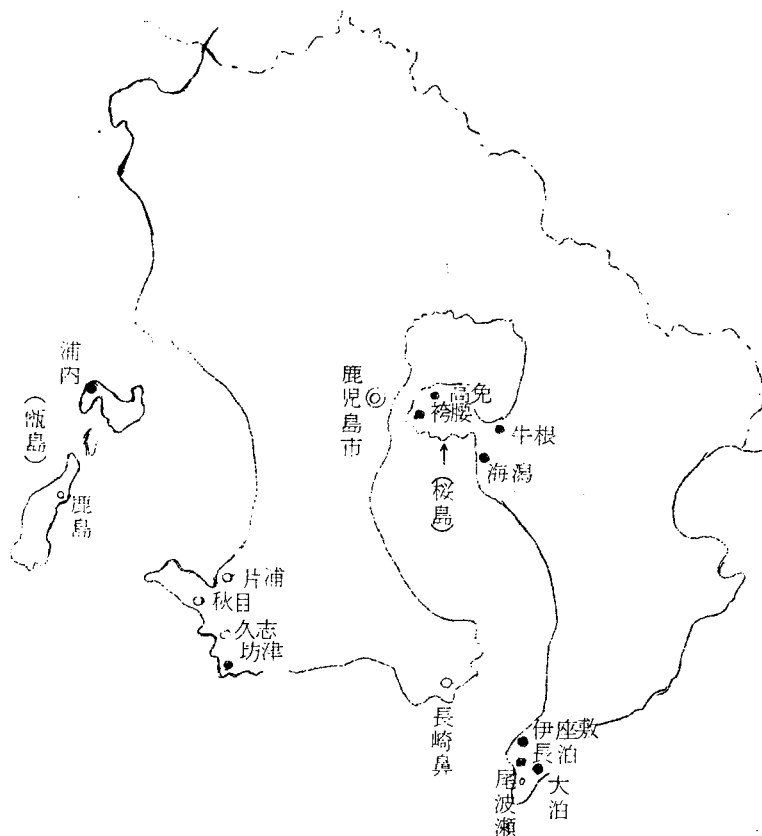 浦内
(甑島)
鹿島
鹿児島市
高免
袴腰
牛根
海潟
(桜島)
片浦
秋目
久志
坊津
長崎鼻
伊座敷
長泊
大泊
尾波瀬